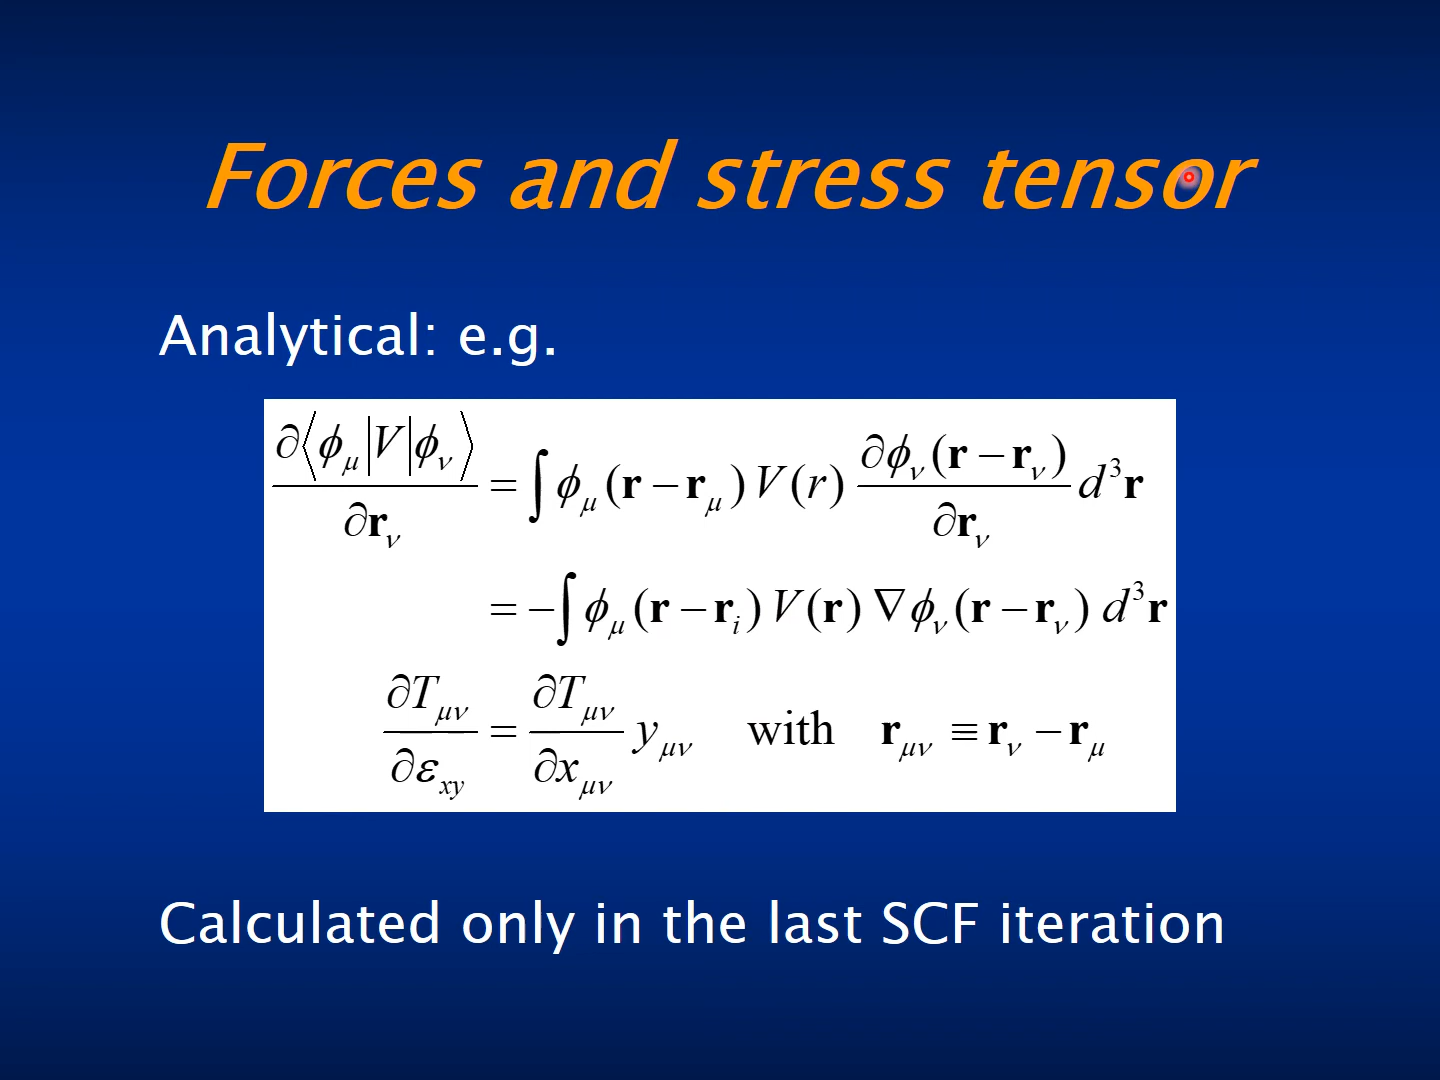 Forces and stress tensor
Analytical: e.g.
∂⟨ϕ_μ|V|ϕ_ν⟩ / ∂𝐫_ν = ∫ ϕ_μ(𝐫 − 𝐫_μ) V(r) ∂ϕ_ν(𝐫 − 𝐫_ν) / ∂𝐫_ν d³𝐫
= −∫ ϕ_μ(𝐫 − 𝐫_i) V(𝐫) ∇ϕ_ν(𝐫 − 𝐫_ν) d³𝐫
∂T_μν / ∂ε_xy = ∂T_μν / ∂x_μν y_μν with 𝐫_μν ≡ 𝐫_ν − 𝐫_μ
Calculated only in the last SCF iteration